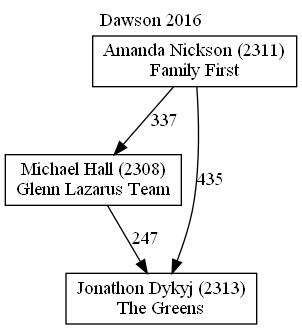 Dawson 2016
Amanda Nickson (2311)
Family First
337
Michael Hall (2308)
Glenn Lazarus Team
435
247
Jonathon Dykyj (2313)
The Greens